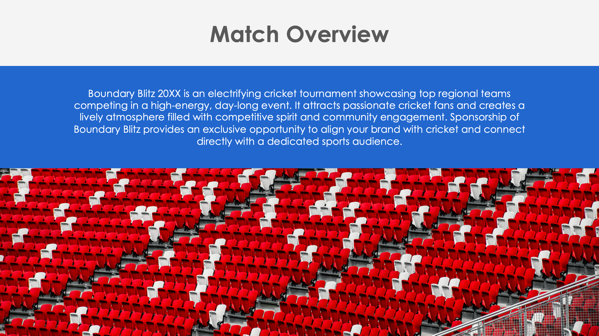 Match Overview
Boundary Blitz 20XX is an electrifying cricket tournament showcasing top regional teams
competing in a high-energy, day-long event. It attracts passionate cricket fans and creates a
lively atmosphere filled with competitive spirit and community engagement. Sponsorship of
Boundary Blitz provides an exclusive opportunity to align your brand with cricket and connect
directly with a dedicated sports audience.